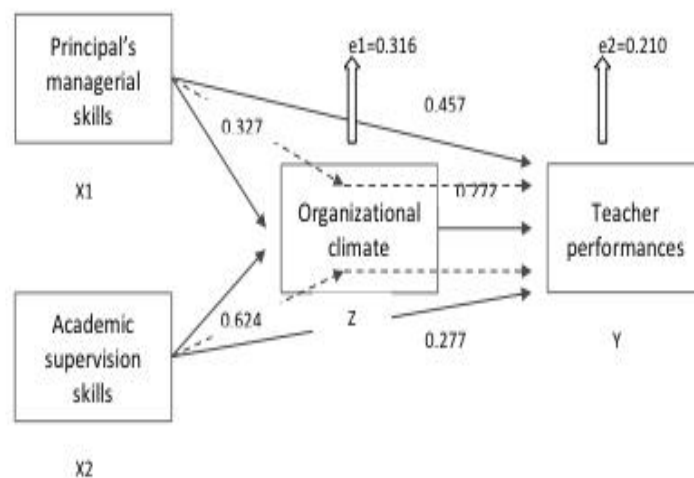 Principal's
managerial
skills
X1
e1=0.316
e2=0.210
0.457
0.327
Organizational
climate
Z
Teacher
performances
Y
Academic
supervision
skills
X2
0.624
0.277